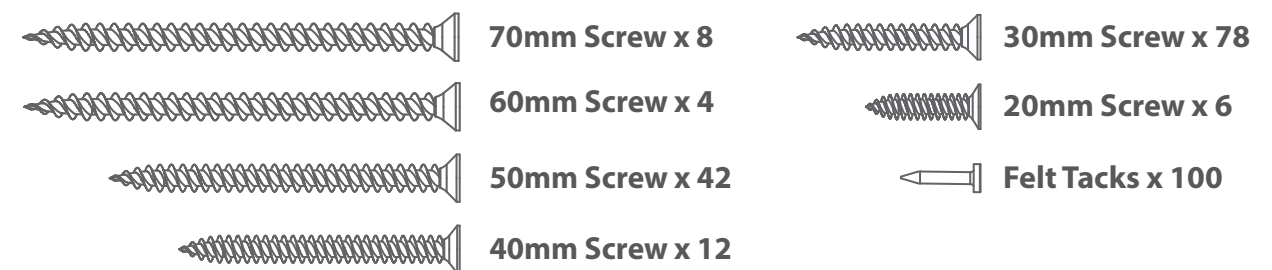 70mm Screw x 8
60mm Screw x 4
50mm Screw x 42
40mm Screw x 12
30mm Screw x 78
20mm Screw x 6
Felt Tacks x 100